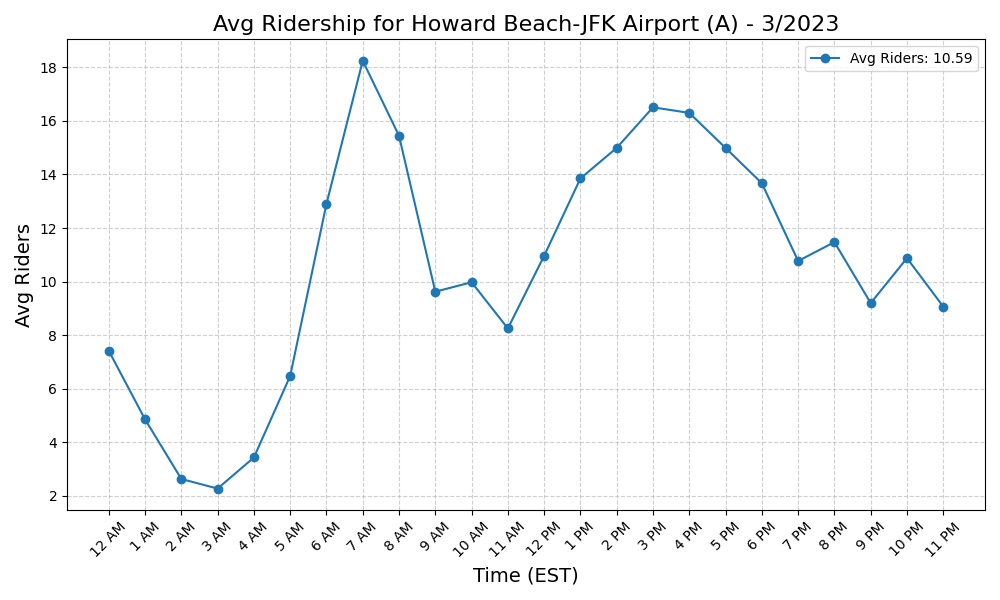 Avg Ridership for Howard Beach-JFK Airport (A) - 3/2023
Avg Riders: 10.59
Avg Riders
18
16
14
12
10
8
6
4
2
12 AM
1 AM
2 AM
3 AM
4 AM
5 AM
6 AM
7 AM
8 AM
9 AM
10 AM
11 AM
12 PM
1 PM
2 PM
3 PM
4 PM
5 PM
6 PM
7 PM
8 PM
9 PM
10 PM
11 PM
Time (EST)